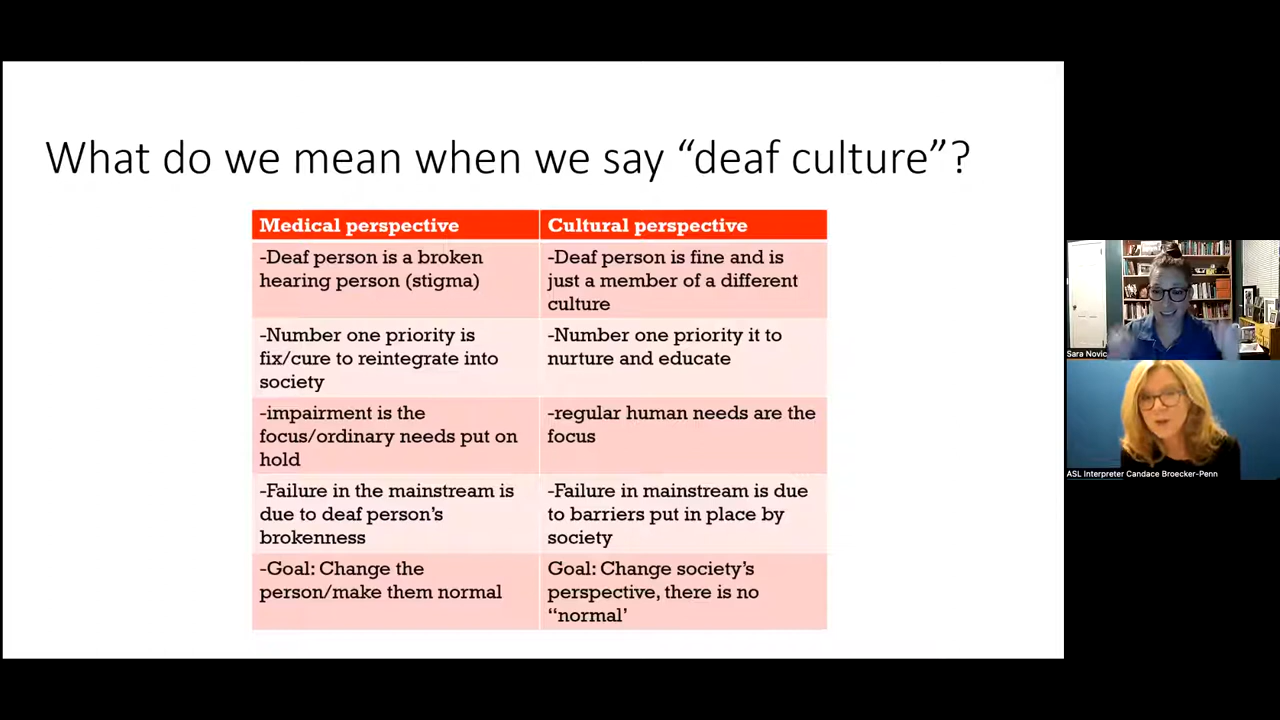 What do we mean when we say “deaf culture”?
Medical perspective
Cultural perspective
-Deaf person is a broken
hearing person (stigma)
-Deaf person is fine and is
just a member of a different
culture
-Number one priority is
fix/cure to reintegrate into
society
-Number one priority it to
nurture and educate
-impairment is the
focus/ordinary needs put on
hold
-regular human needs are the
focus
-Failure in the mainstream is
due to deaf person’s
brokenness
-Failure in mainstream is due
to barriers put in place by
society
-Goal: Change the
person/make them normal
Goal: Change society’s
perspective, there is no
“normal’
Sara Novic
ASL Interpreter Candace Broecker-Penn